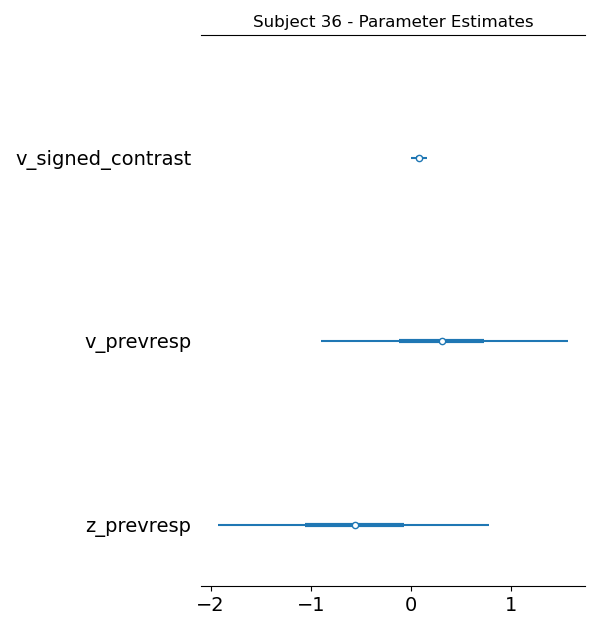 Subject 36 - Parameter Estimates
v_signed_contrast
v_prevresp
z_prevresp
−2 −1 0 1